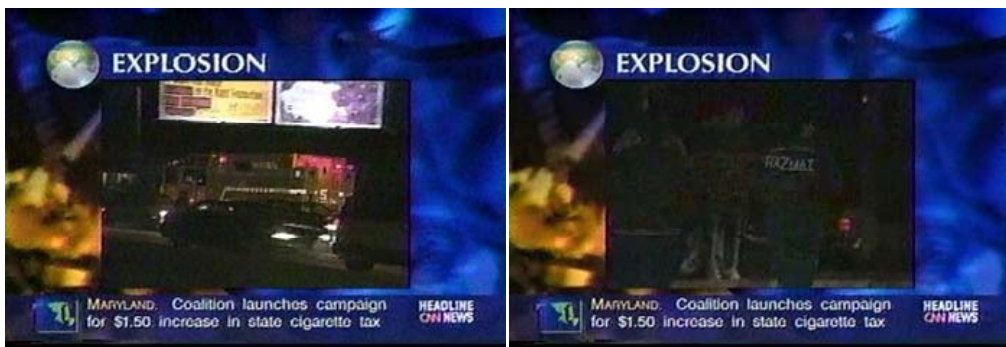 EXPLOSION
MARYLAND. Coalition launches campaign
for $1.50 increase in state cigarette tax
HEADLINE
CNN NEWS
EXPLOSION
HAZMAT
MARYLAND. Coalition launches campaign
for $1.50 increase in state cigarette tax
HEADLINE
CNN NEWS